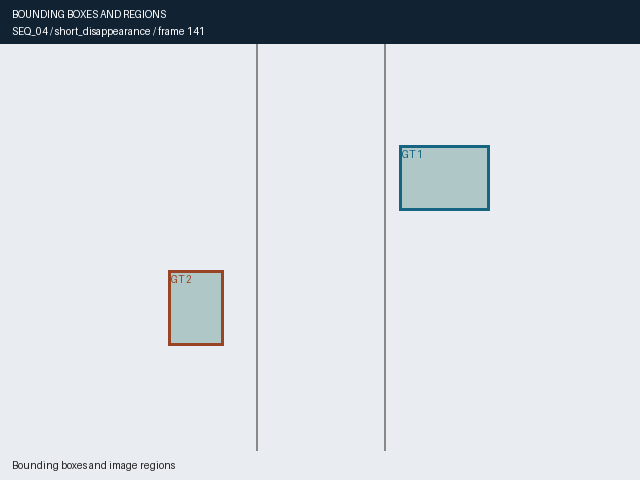 BOUNDING BOXES AND REGIONS
SEQ_04 / short_disappearance / frame 141
GT1
GT2
Bounding boxes and image regions